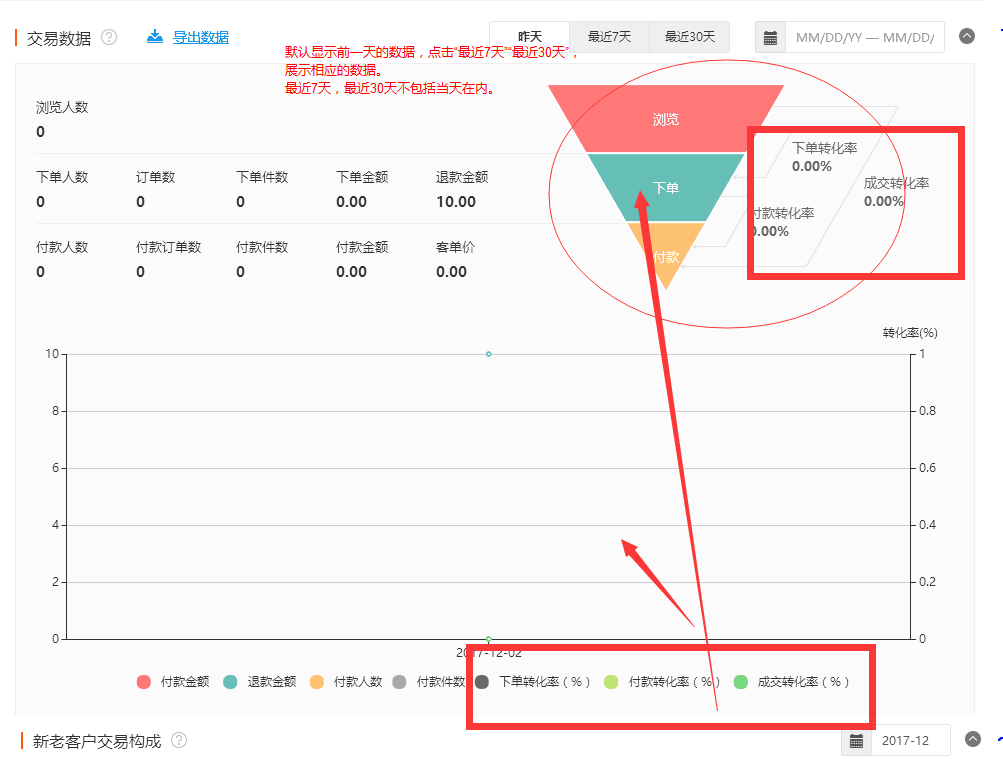 交易数据 ? 导出数据 昨天 最近7天 最近30天 MM/DD/YY — MM/DD/
默认显示前一天的数据，点击“最近7天”“最近30天”，
展示相应的数据。
最近7天，最近30天不包括当天在内。
浏览人数
0
下单人数 订单数 下单件数 下单金额 退款金额
0 0 0 0.00 10.00
付款人数 付款订单数 付款件数 付款金额 客单价
0 0 0 0.00 0.00
浏览
下单
付款
下单转化率
0.00%
成交转化率
0.00%
付款转化率
0.00%
转化率(%)
10 1
8 0.8
6 0.6
4 0.4
2 0.2
0 0
2017-12-02
付款金额 退款金额 付款人数 付款件数 下单转化率（%） 付款转化率（%） 成交转化率（%）
新老客户交易构成 ? 2017-12